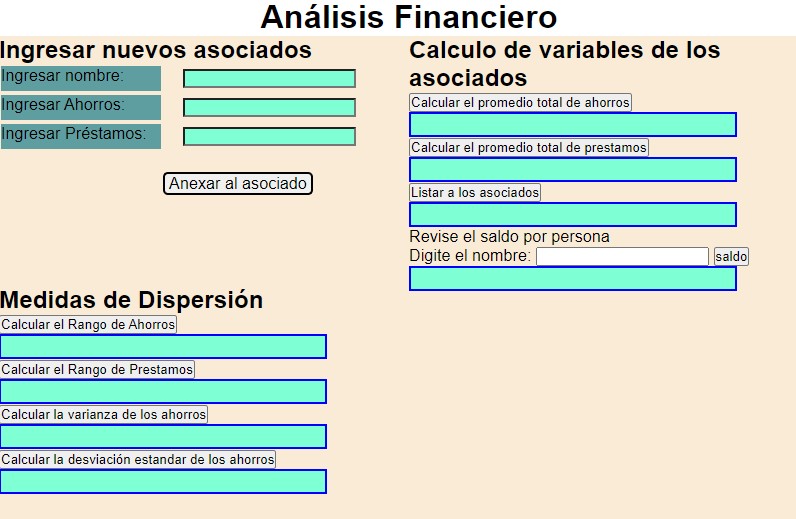 Análisis Financiero
Ingresar nuevos asociados
Ingresar nombre:
Ingresar Ahorros:
Ingresar Préstamos:
Anexar al asociado
Calculo de variables de los
asociados
Calcular el promedio total de ahorros
Calcular el promedio total de prestamos
Listar a los asociados
Revise el saldo por persona
Digite el nombre: saldo
Medidas de Dispersión
Calcular el Rango de Ahorros
Calcular el Rango de Prestamos
Calcular la varianza de los ahorros
Calcular la desviación estandar de los ahorros